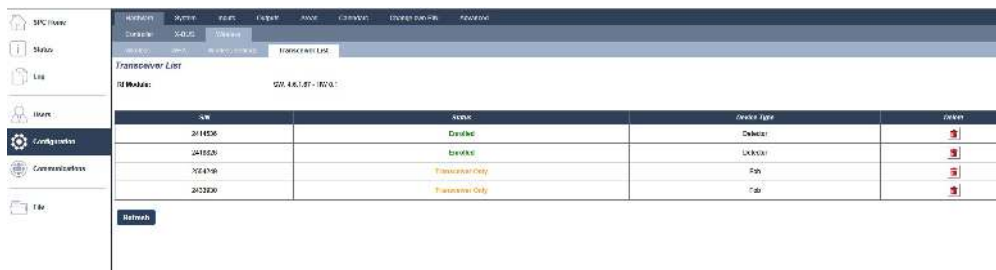 SPC Home
Status
Log
Users
Configuration
Communications
File
Hardware System Inputs Outputs Areas Calendars Change own PIN Advanced
Controller X-BUS Wireless
Transceiver List
Transceiver List
RF Module:
S/N Status Device Type Delete
2414536 Enrolled Detector
Enrolled Detector
Transceiver Only Fob
Transceiver Only Fob
Refresh